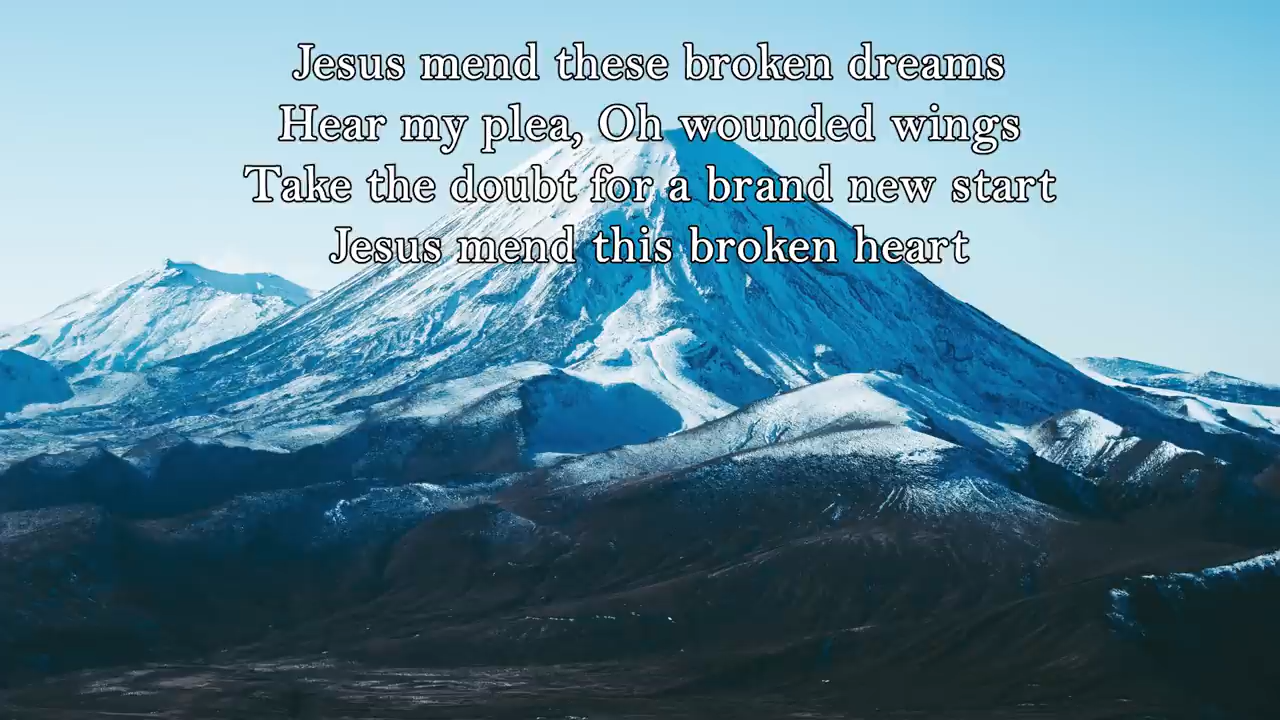 Jesus mend these broken dreams
Hear my plea, Oh wounded wings
Take the doubt for a brand new start
Jesus mend this broken heart